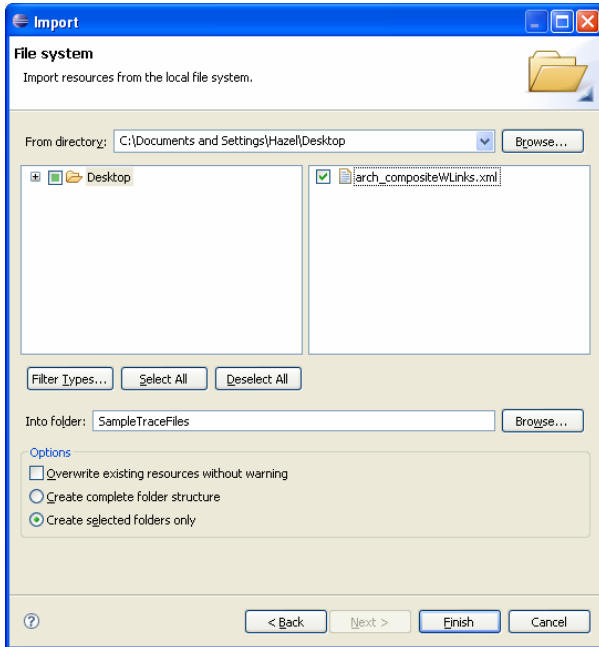 Import
File system
Import resources from the local file system.
From directory: C:\Documents and Settings\Hazel\Desktop Browse...
Desktop arch_compositeWLinks.xml
Filter Types... Select All Deselect All
Into folder: SampleTraceFiles Browse...
Options
Overwrite existing resources without warning
Create complete folder structure
Create selected folders only
? < Back Next > Finish Cancel